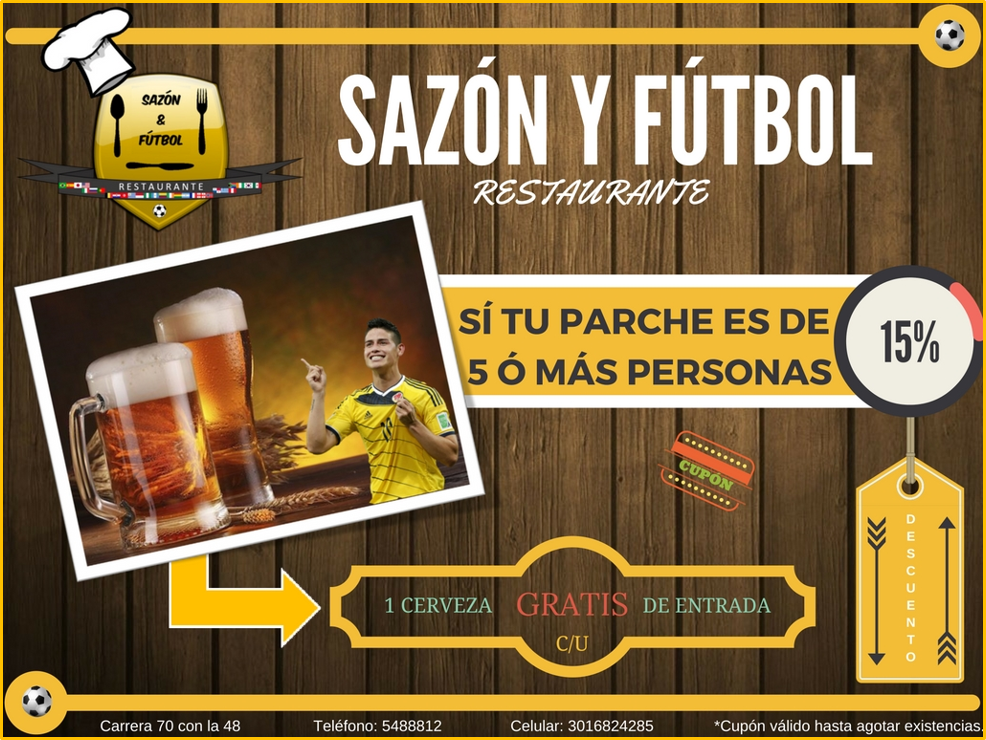 SAZÓN
&
FÚTBOL
RESTAURANTE
SAZÓN Y FÚTBOL
RESTAURANTE
SÍ TU PARCHE ES DE
5 Ó MÁS PERSONAS
15%
CUPÓN
DESCUENTO
1 CERVEZA GRATIS DE ENTRADA
C/U
10
Carrera 70 con la 48 Teléfono: 5488812 Celular: 3016824285 *Cupón válido hasta agotar existencias.